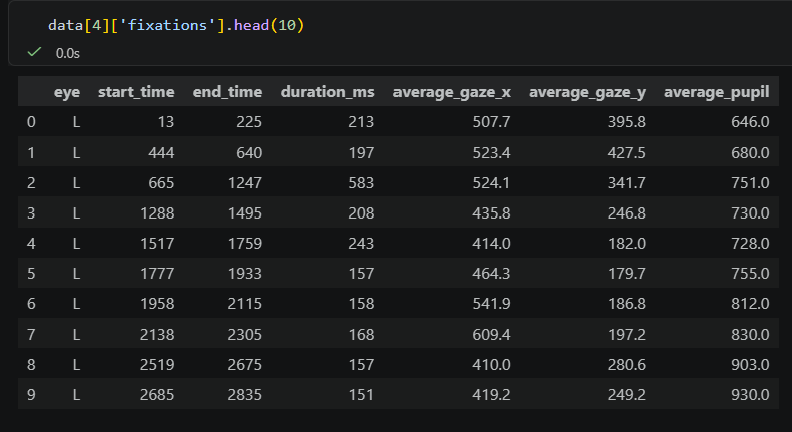 data[4]['fixations'].head(10)
0.0s
eye start_time end_time duration_ms average_gaze_x average_gaze_y average_pupil
0 L 13 225 213 507.7 395.8 646.0
1 L 444 640 197 523.4 427.5 680.0
2 L 665 1247 583 524.1 341.7 751.0
3 L 1288 1495 208 435.8 246.8 730.0
4 L 1517 1759 243 414.0 182.0 728.0
5 L 1777 1933 157 464.3 179.7 755.0
6 L 1958 2115 158 541.9 186.8 812.0
7 L 2138 2305 168 609.4 197.2 830.0
8 L 2519 2675 157 410.0 280.6 903.0
9 L 2685 2835 151 419.2 249.2 930.0